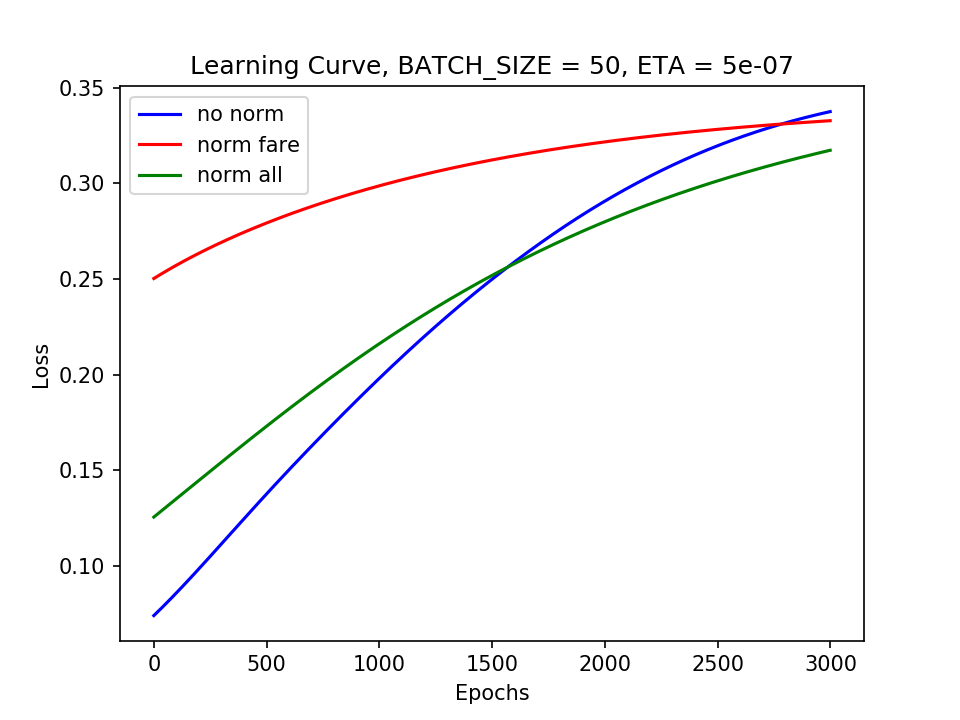 Learning Curve, BATCH_SIZE = 50, ETA = 5e-07
no norm
norm fare
norm all
Loss
0.35
0.30
0.25
0.20
0.15
0.10
0 500 1000 1500 2000 2500 3000
Epochs